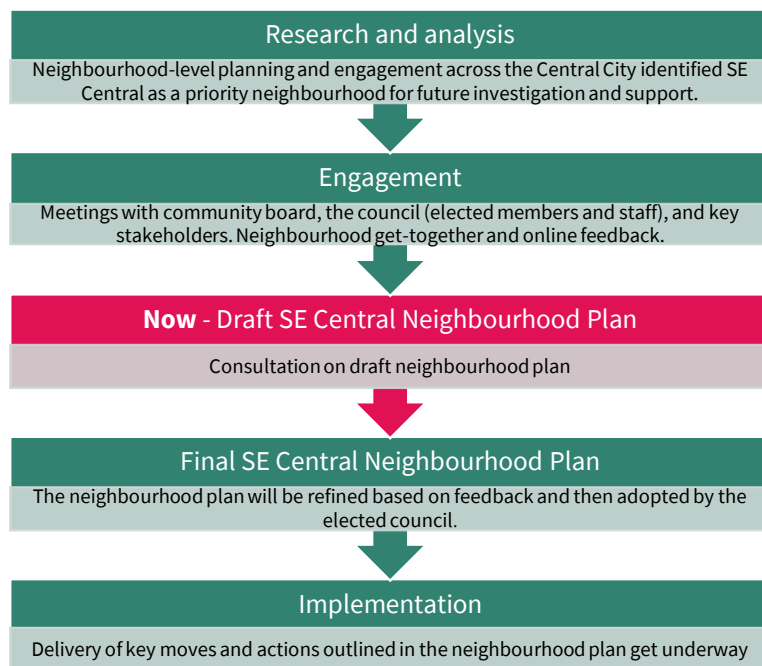 Research and analysis
Neighbourhood-level planning and engagement across the Central City identified SE
Central as a priority neighbourhood for future investigation and support.
Engagement
Meetings with community board, the council (elected members and staff), and key
stakeholders. Neighbourhood get-together and online feedback.
Now - Draft SE Central Neighbourhood Plan
Consultation on draft neighbourhood plan
Final SE Central Neighbourhood Plan
The neighbourhood plan will be refined based on feedback and then adopted by the
elected council.
Implementation
Delivery of key moves and actions outlined in the neighbourhood plan get underway